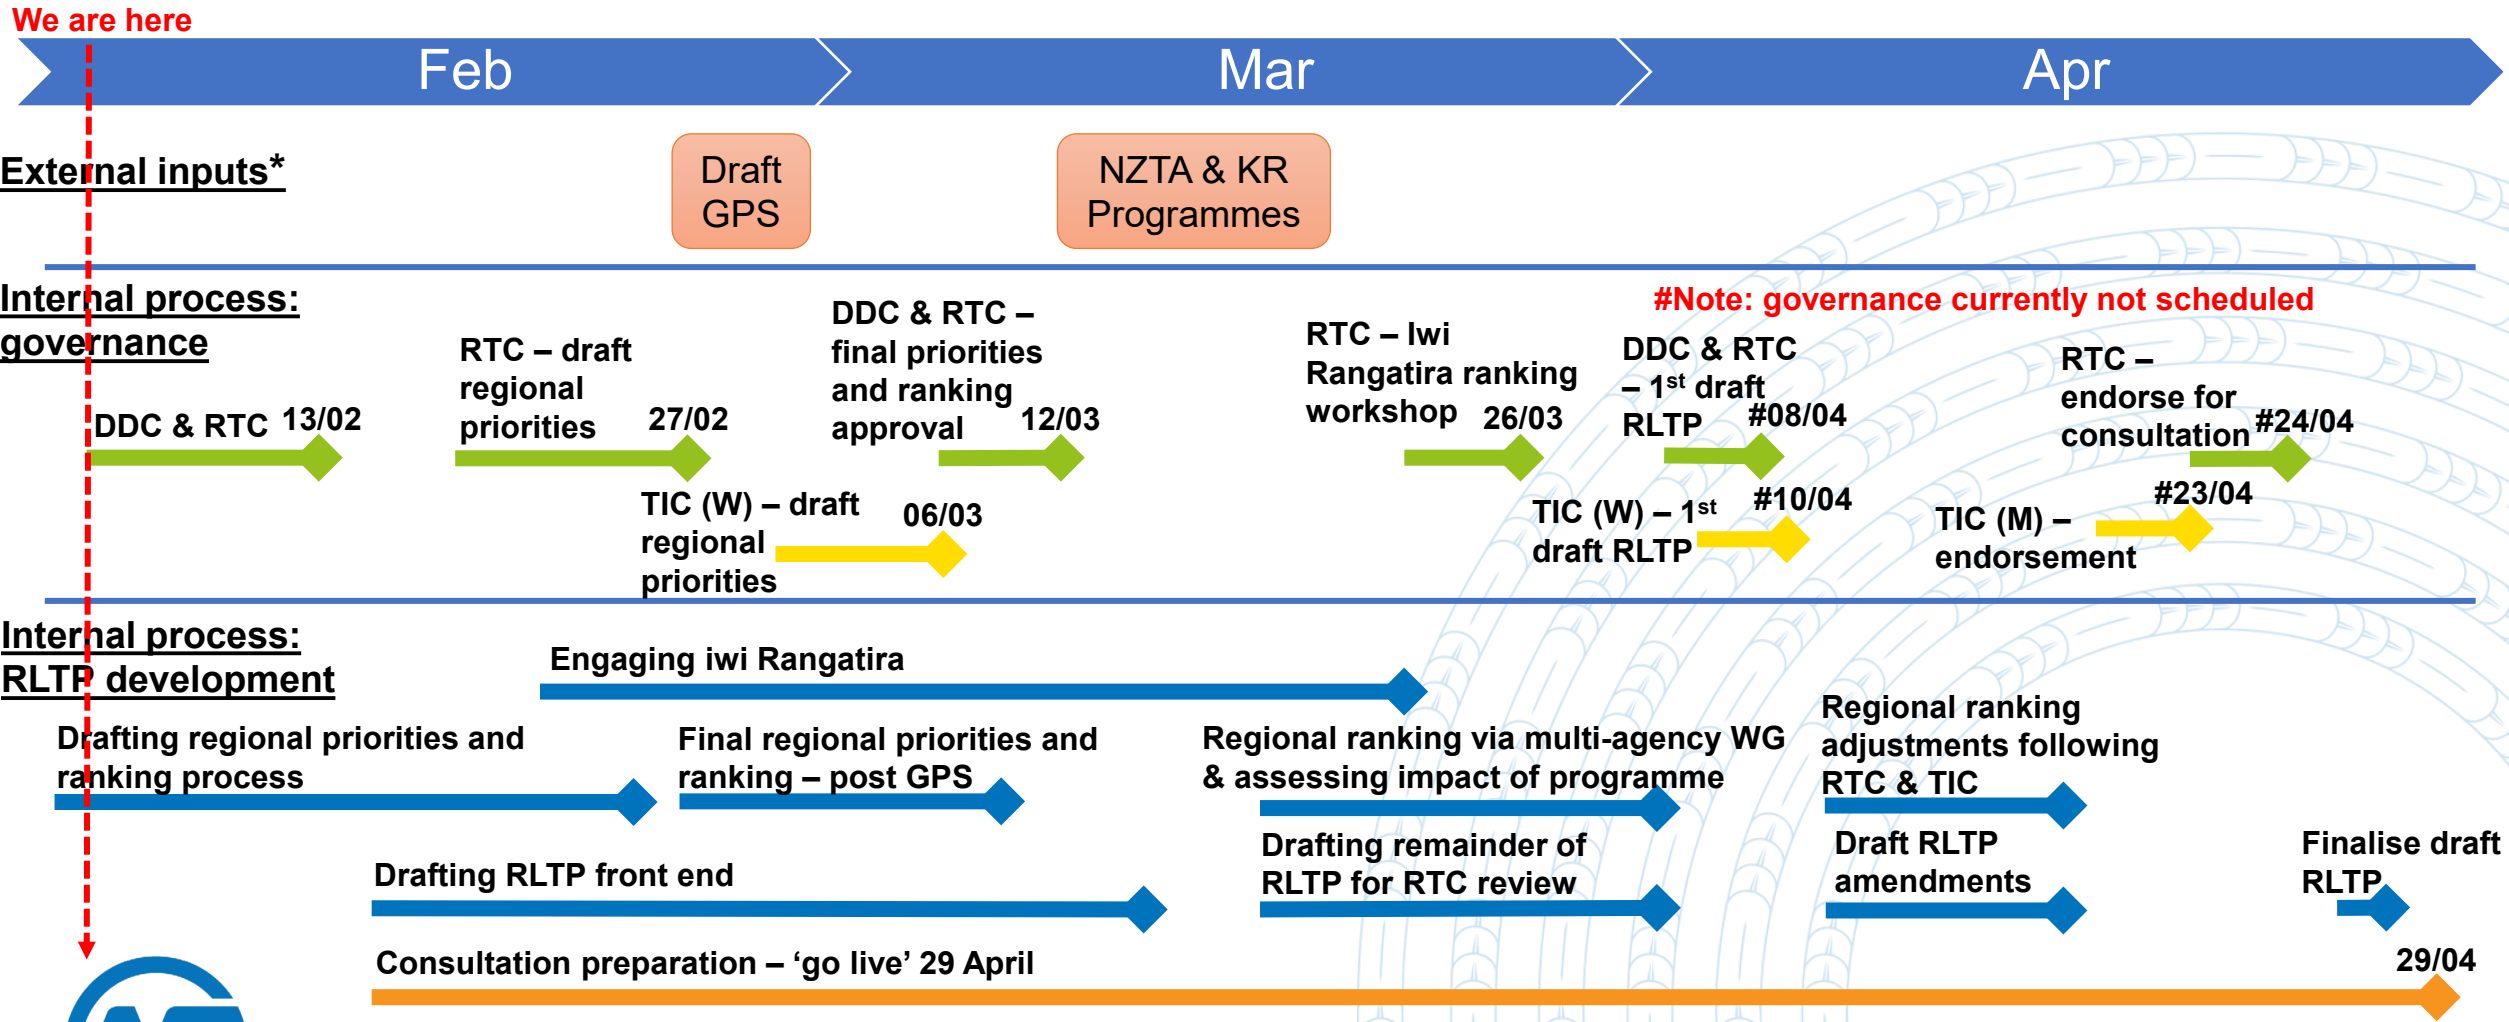 We are here
Feb
Mar
Apr
External inputs*
Draft
GPS
NZTA & KR
Programmes
Internal process:
governance
#Note: governance currently not scheduled
DDC & RTC 13/02
RTC – draft
regional
priorities 27/02
DDC & RTC –
final priorities
and ranking
approval 12/03
RTC – Iwi
Rangatira ranking
workshop 26/03
DDC & RTC
– 1st draft
RLTP #08/04
RTC –
endorse for
consultation #24/04
TIC (W) – draft
regional
priorities
06/03
TIC (W) – 1st
draft RLTP
#10/04
TIC (M) –
endorsement
#23/04
Internal process:
RLTP development
Engaging iwi Rangatira
Drafting regional priorities and
ranking process
Final regional priorities and
ranking – post GPS
Regional ranking via multi-agency WG
& assessing impact of programme
Regional ranking
adjustments following
RTC & TIC
Drafting RLTP front end
Drafting remainder of
RLTP for RTC review
Draft RLTP
amendments
Finalise draft
RLTP
Consultation preparation – ‘go live’ 29 April
29/04